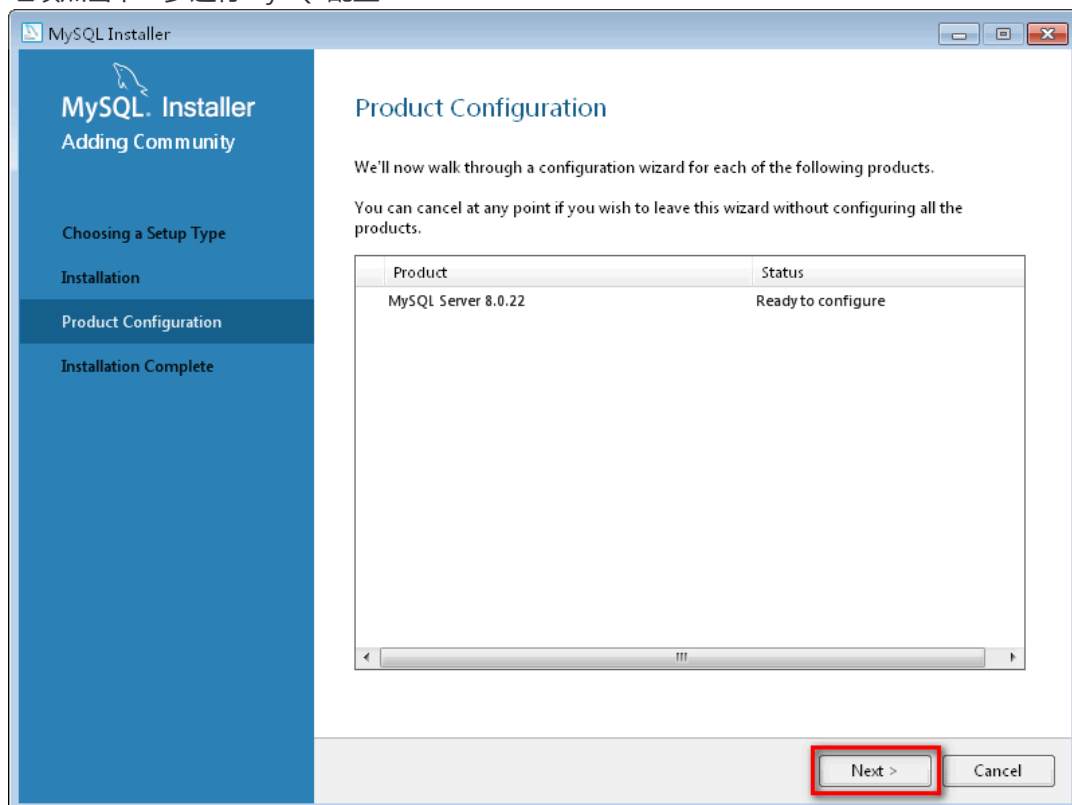 MySQL Installer
MySQL. Installer
Adding Community
Choosing a Setup Type
Installation
Product Configuration
Installation Complete
Product Configuration
We'll now walk through a configuration wizard for each of the following products.
You can cancel at any point if you wish to leave this wizard without configuring all the
products.
Product Status
MySQL Server 8.0.22 Ready to configure
Next > Cancel